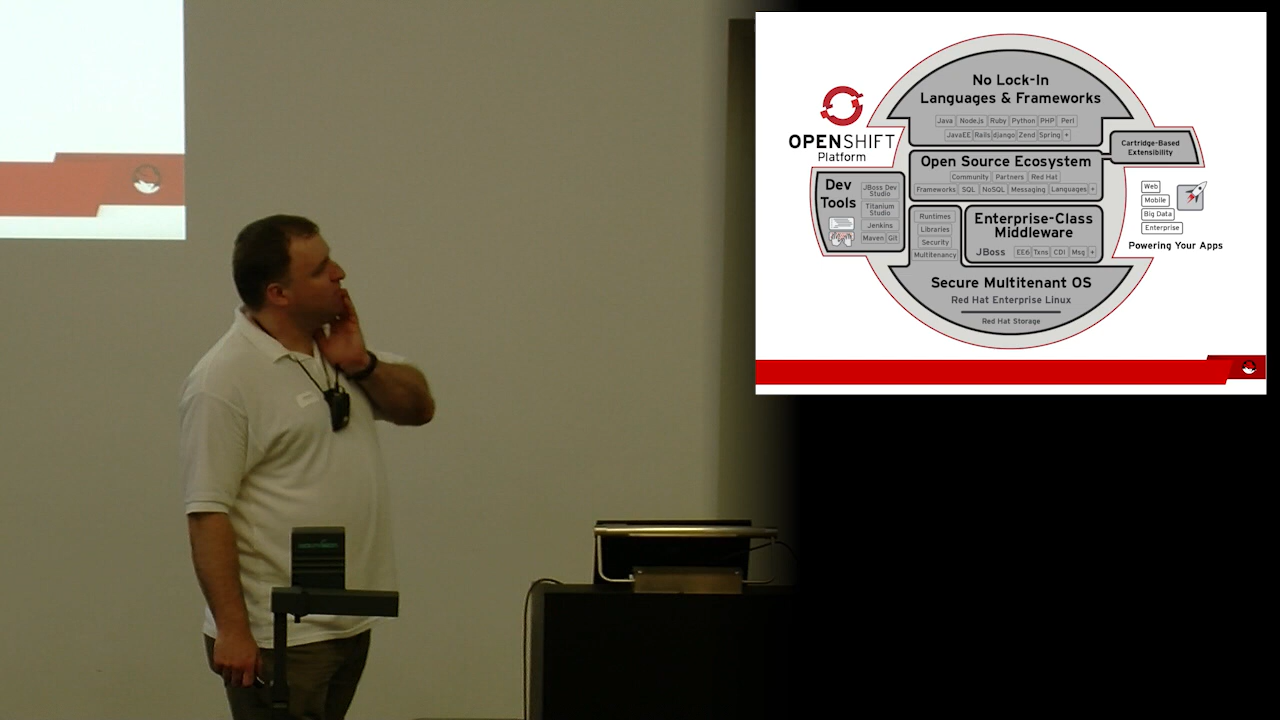 No Lock-In
Languages & Frameworks
Java Node.js Ruby Python PHP Perl
JavaEE Rails django Zend Spring +
OPENSHIFT
Platform
Cartridge-Based
Extensibility
Open Source Ecosystem
Community Partners Red Hat
Frameworks SQL NoSQL Messaging Languages +
Dev
Tools
JBoss Dev
Studio
Titanium
Studio
Jenkins
Maven Git
Runtimes
Libraries
Security
Multitenancy
Enterprise-Class
Middleware
JBoss EE6 Txns CDI Msg +
Web
Mobile
Big Data
Enterprise
Powering Your Apps
Secure Multitenant OS
Red Hat Enterprise Linux
Red Hat Storage